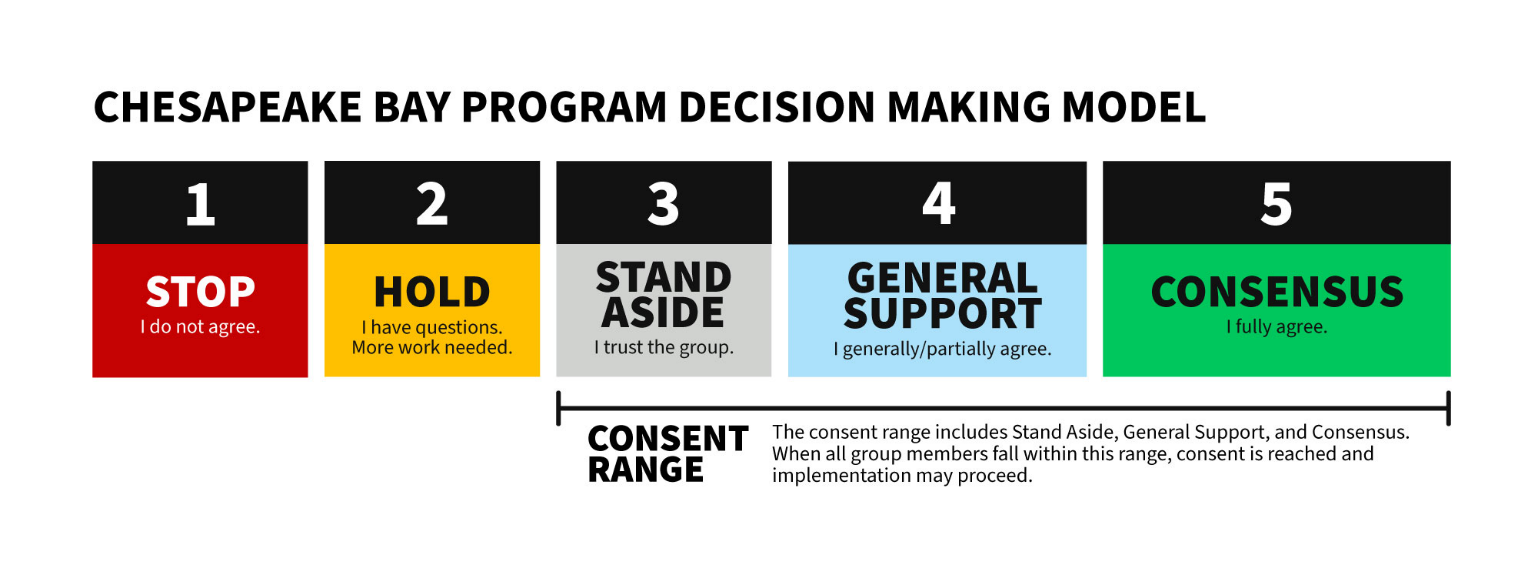 CHESAPEAKE BAY PROGRAM DECISION MAKING MODEL
1
STOP
I do not agree.
2
HOLD
I have questions.
More work needed.
3
STAND
ASIDE
I trust the group.
4
GENERAL
SUPPORT
I generally/partially agree.
5
CONSENSUS
I fully agree.
CONSENT
RANGE
The consent range includes Stand Aside, General Support, and Consensus.
When all group members fall within this range, consent is reached and
implementation may proceed.